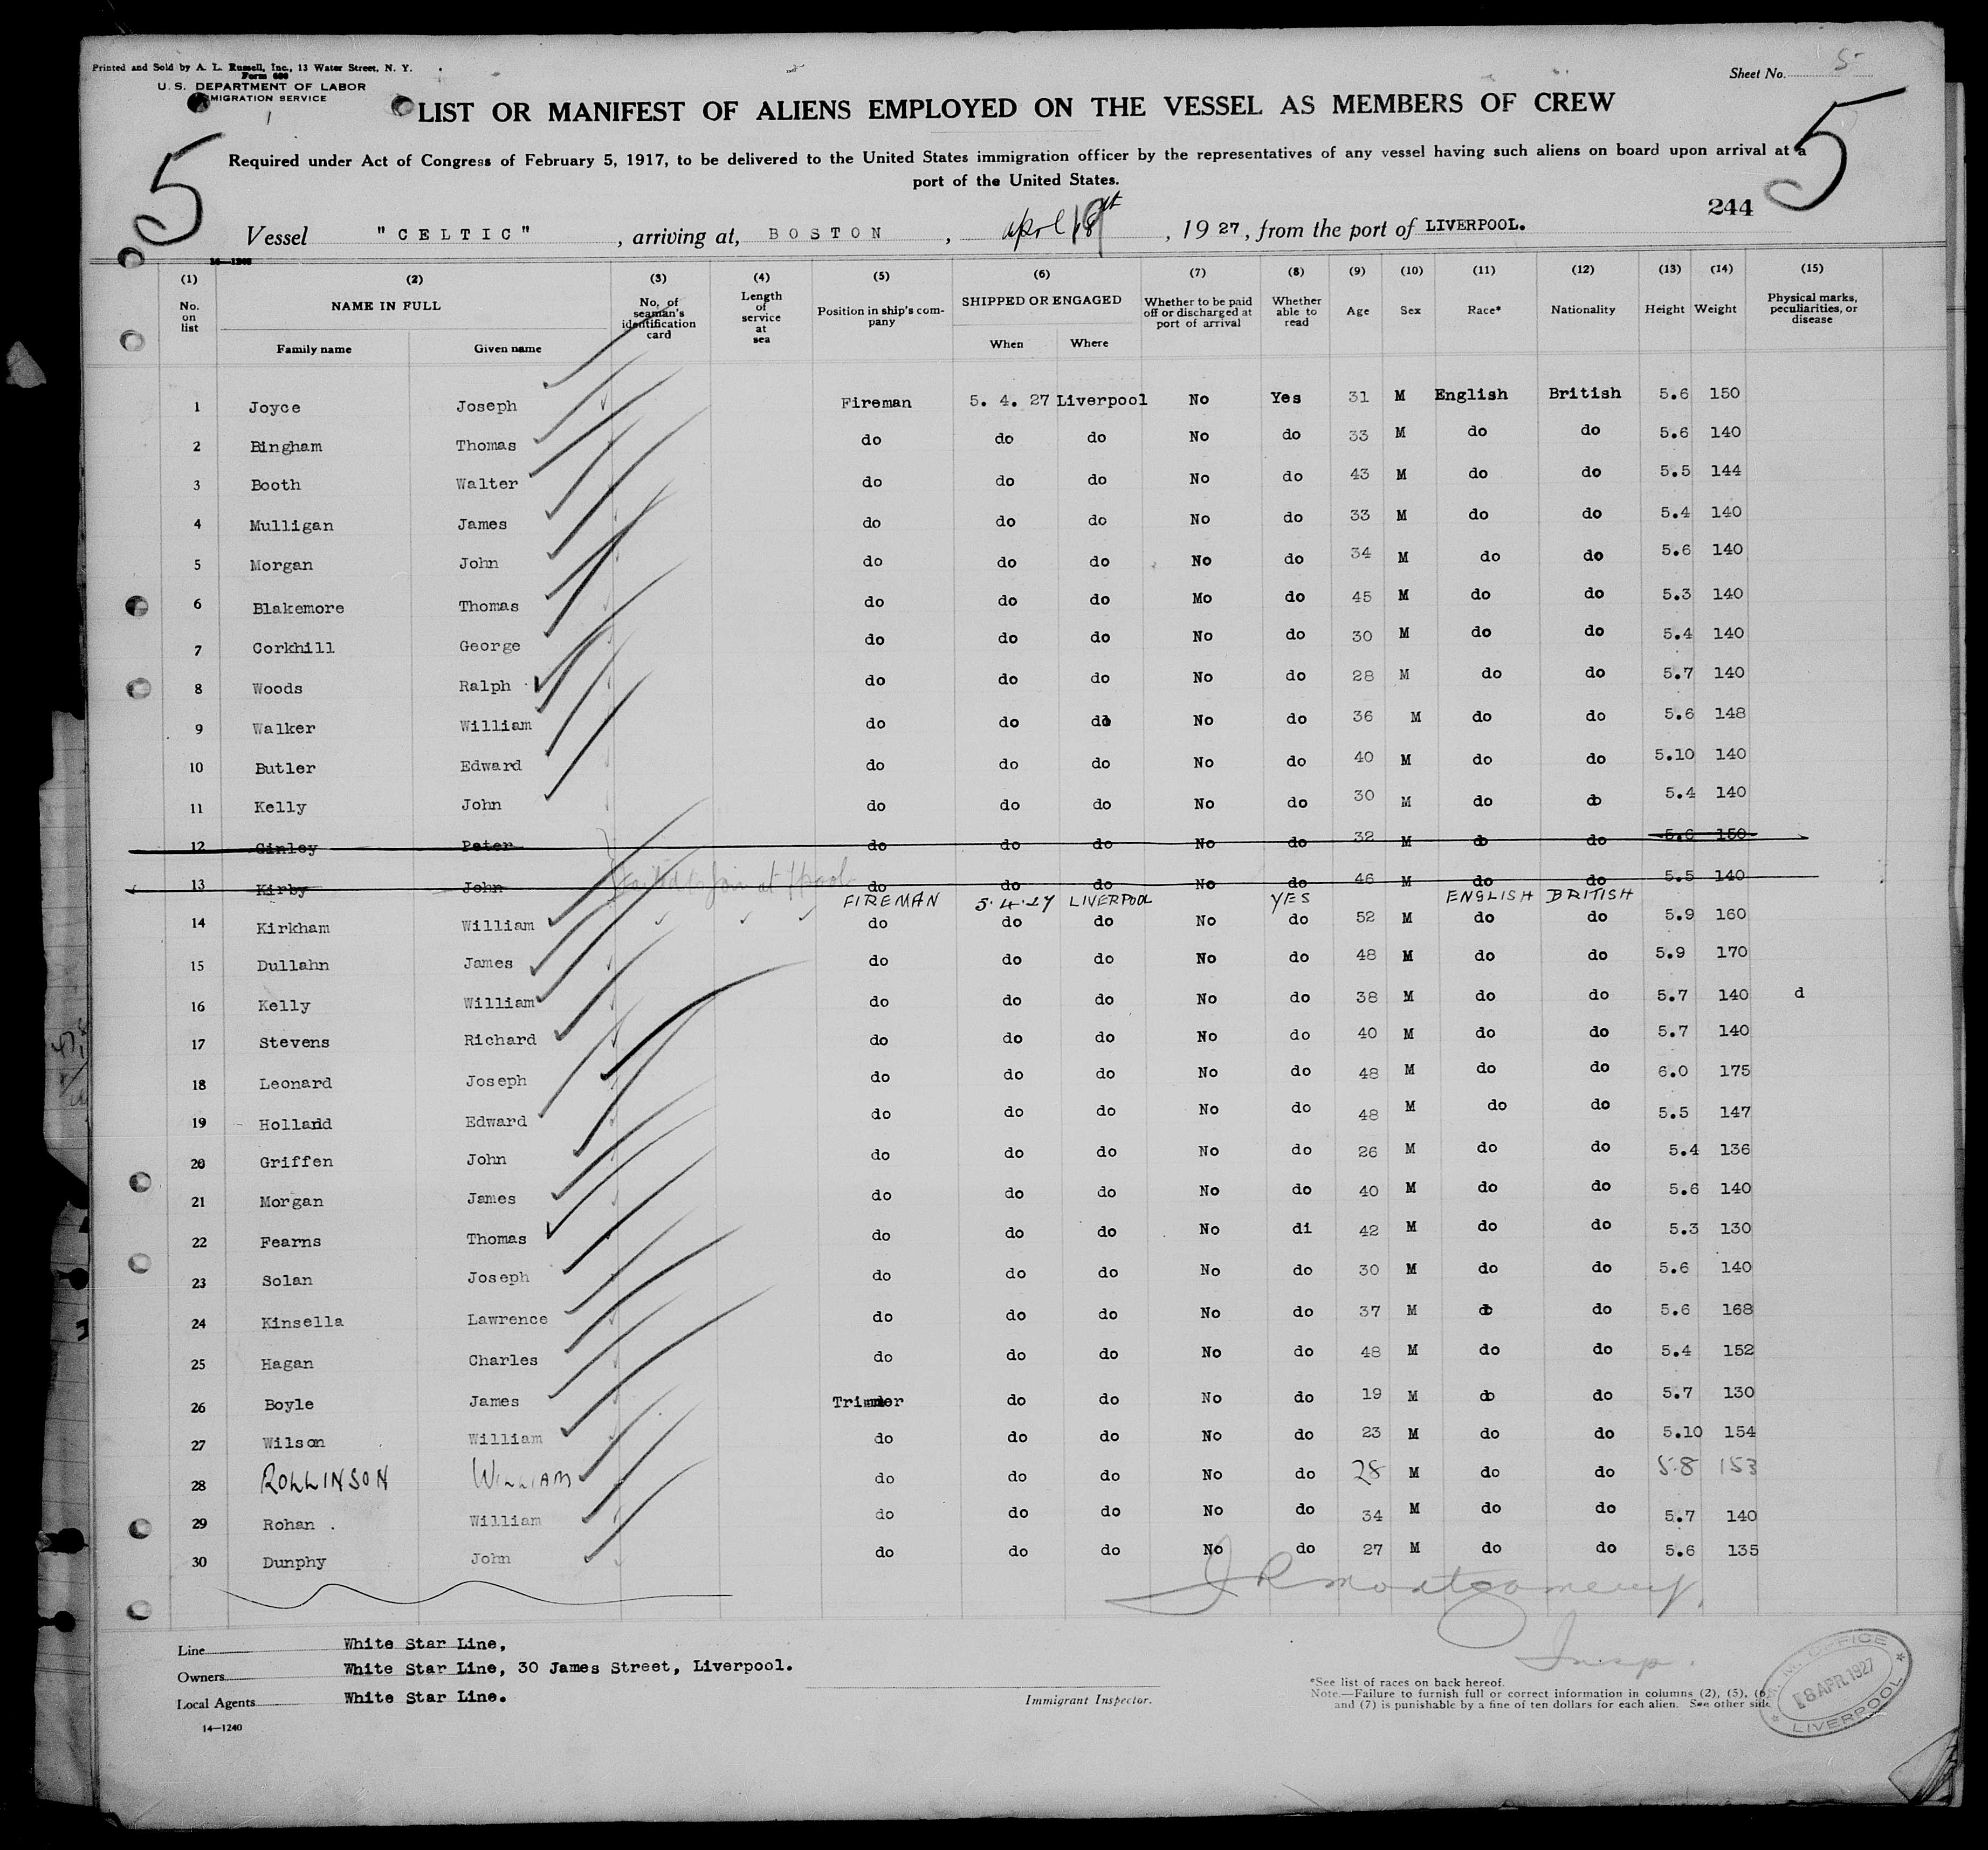 Printed and Sold by A. L. Russell, Inc., 13 Water Street, N. Y.
Form 680
U. S. DEPARTMENT OF LABOR
IMMIGRATION SERVICE
Sheet No. 5
5 5
LIST OR MANIFEST OF ALIENS EMPLOYED ON THE VESSEL AS MEMBERS OF CREW
Required under Act of Congress of February 5, 1917, to be delivered to the United States immigration officer by the representatives of any vessel having such aliens on board upon arrival at a
port of the United States.
244
Vessel "CELTIC", arriving at, BOSTON, April 18th, 1927, from the port of LIVERPOOL.
14—1240
(1) (2) (3) (4) (5) (6) (7) (8) (9) (10) (11) (12) (13) (14) (15)
No. on list NAME IN FULL Family name Given name No. of seaman's identification card Length of service at sea Position in ship's company SHIPPED OR ENGAGED When Where Whether to be paid off or discharged at port of arrival Whether able to read Age Sex Race* Nationality Height Weight Physical marks, peculiarities, or disease
1 Joyce Joseph Fireman 5. 4. 27 Liverpool No Yes 31 M English British 5.6 150
2 Bingham Thomas do do do No do 33 M do do 5.6 140
3 Booth Walter do do do No do 43 M do do 5.5 144
4 Mulligan James do do do No do 33 M do do 5.4 140
5 Morgan John do do do No do 34 M do do 5.6 140
6 Blakemore Thomas do do do Mo do 45 M do do 5.3 140
7 Corkhill George do do do No do 30 M do do 5.4 140
8 Woods Ralph do do do No do 28 M do do 5.7 140
9 Walker William do do do No do 36 M do do 5.6 148
10 Butler Edward do do do No do 40 M do do 5.10 140
11 Kelly John do do do No do 30 M do do 5.4 140
12 Ginley Peter do do do No do 32 M do do 5.6 150
13 Kirby John do do do No do 46 M do do 5.5 140
FIREMAN 5.4.27 LIVERPOOL YES ENGLISH BRITISH
14 Kirkham William do do do No do 52 M do do 5.9 160
15 Dullahn James do do do No do 48 M do do 5.9 170
16 Kelly William do do do No do 38 M do do 5.7 140 d
17 Stevens Richard do do do No do 40 M do do 5.7 140
18 Leonard Joseph do do do No do 48 M do do 6.0 175
19 Holland Edward do do do No do 48 M do do 5.5 147
20 Griffen John do do do No do 26 M do do 5.4 136
21 Morgan James do do do No do 40 M do do 5.6 140
22 Fearns Thomas do do do No di 42 M do do 5.3 130
23 Solan Joseph do do do No do 30 M do do 5.6 140
24 Kinsella Lawrence do do do No do 37 M do do 5.6 168
25 Hagan Charles do do do No do 48 M do do 5.4 152
26 Boyle James Trimmer do do No do 19 M do do 5.7 130
27 Wilson William do do do No do 23 M do do 5.10 154
28 ROLLINSON WILLIAM do do do No do 28 M do do 5.8 153
29 Rohan . William do do do No do 34 M do do 5.7 140
30 Dunphy John do do do No do 27 M do do 5.6 135
J R Montgomery.
Insp.
Line White Star Line,
Owners White Star Line, 30 James Street, Liverpool.
Local Agents White Star Line.
14—1240
Immigrant Inspector.
*See list of races on back hereof.
Note.—Failure to furnish full or correct information in columns (2), (5), (6)
and (7) is punishable by a fine of ten dollars for each alien. See other side
OFFICE
8 APR. 1927
LIVERPOOL